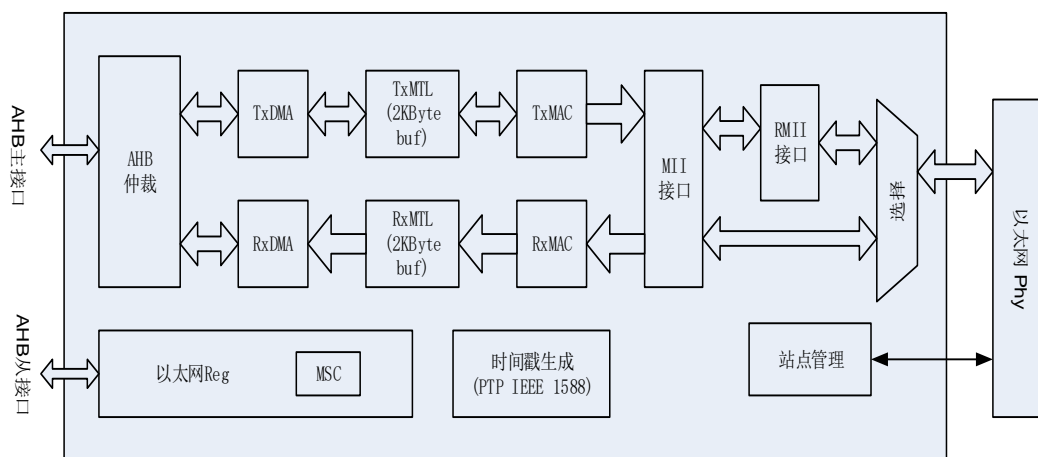 AHB主接口
AHB
仲裁
TxDMA
TxMTL
(2KByte
buf)
TxMAC
MII
接口
RMII
接口
选择
以太网 Phy
RxDMA
RxMTL
(2KByte
buf)
RxMAC
AHB从接口
以太网Reg
MSC
时间戳生成
(PTP IEEE 1588)
站点管理